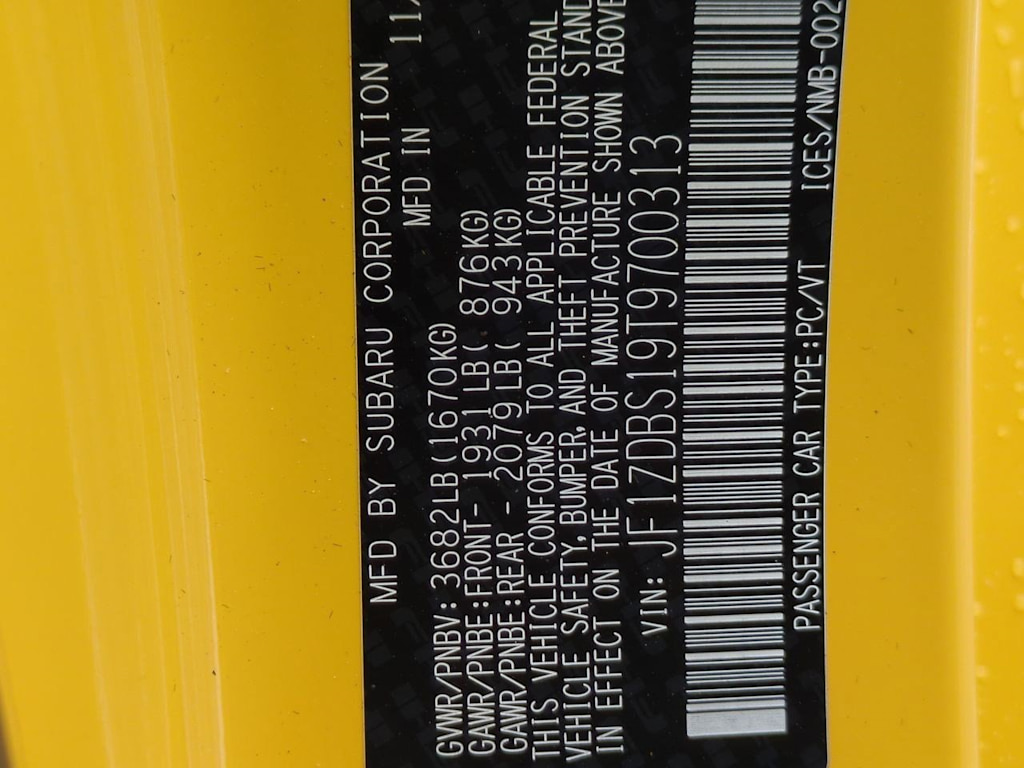 MFD BY SUBARU CORPORATION 11/
MFD IN
GVWR/PNBV:3682LB(1670KG)
GAWR/PNBE:FRONT- 1931LB( 876KG)
GAWR/PNBE:REAR - 2079LB( 943KG)
THIS VEHICLE CONFORMS TO ALL APPLICABLE FEDERAL
VEHICLE SAFETY, BUMPER, AND THEFT PREVENTION STAND
IN EFFECT ON THE DATE OF MANUFACTURE SHOWN ABOVE
VIN: JF1ZDBS19T9700313
PASSENGER CAR TYPE:PC/VT ICES/NMB-002